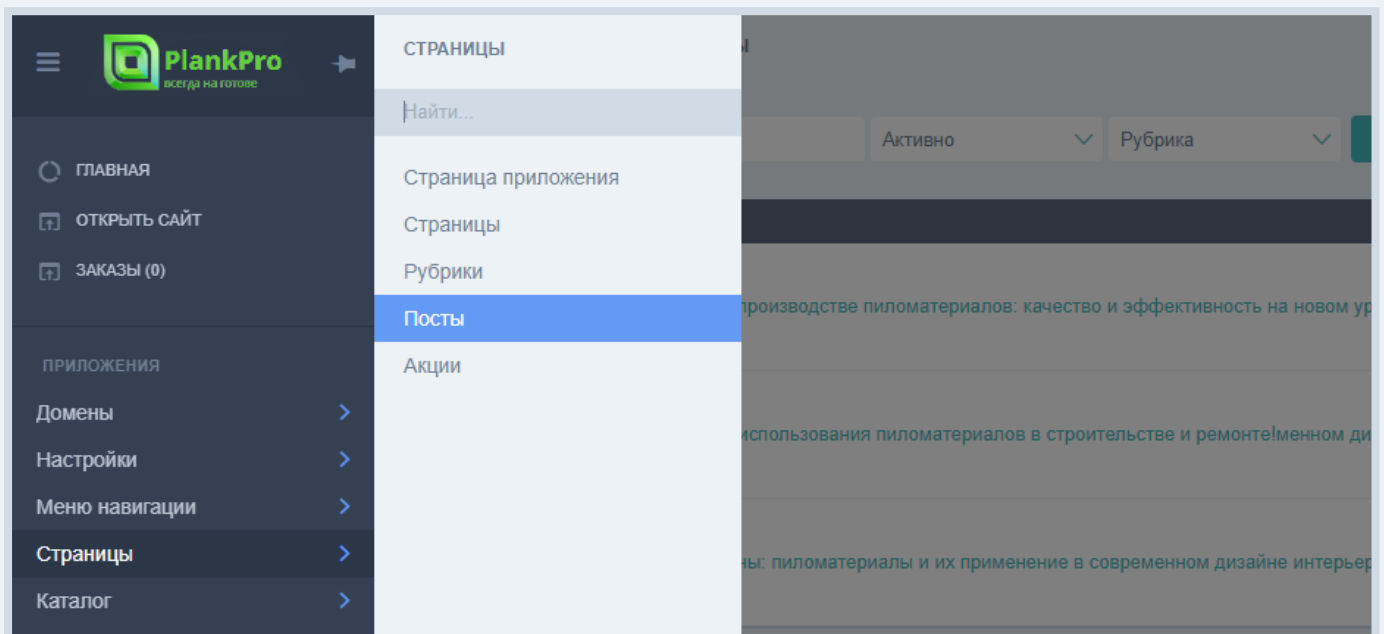 PlankPro
всегда на готове
ГЛАВНАЯ
ОТКРЫТЬ САЙТ
ЗАКАЗЫ (0)
ПРИЛОЖЕНИЯ
Домены
Настройки
Меню навигации
Страницы
Каталог
СТРАНИЦЫ
Найти...
Страница приложения
Страницы
Рубрики
Посты
Акции
Активно
Рубрика
производстве пиломатериалов: качество и эффективность на новом ур
использования пиломатериалов в строительстве и ремонте!менном ди
ны: пиломатериалы и их применение в современном дизайне интерьер